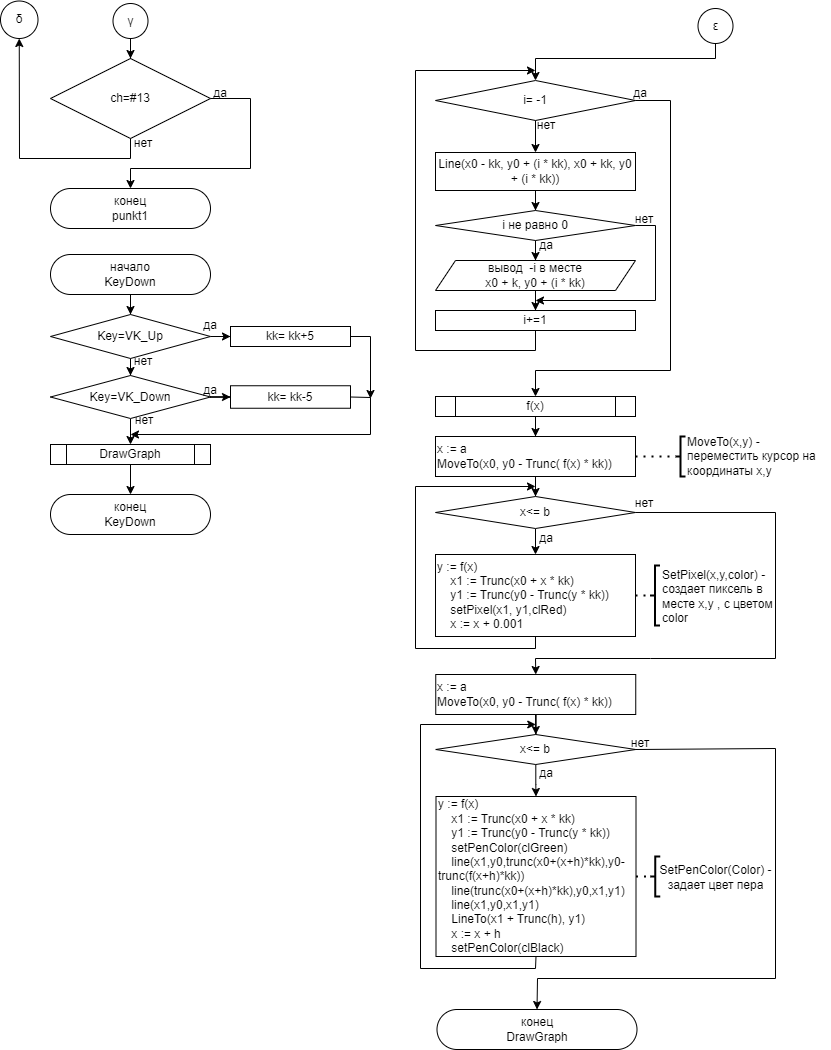 δ
γ
ch=#13
да
нет
конец
punkt1
начало
KeyDown
Key=VK_Up
да
kk= kk+5
нет
Key=VK_Down
да
kk= kk-5
нет
DrawGraph
конец
KeyDown
ε
i= -1
да
нет
Line(x0 - kk, y0 + (i * kk), x0 + kk, y0
+ (i * kk))
i не равно 0
нет
да
вывод -i в месте
x0 + k, y0 + (i * kk)
i+=1
f(x)
x := a
MoveTo(x0, y0 - Trunc( f(x) * kk))
MoveTo(x,y) -
переместить курсор на
координаты x,y
x<= b
нет
да
y := f(x)
x1 := Trunc(x0 + x * kk)
y1 := Trunc(y0 - Trunc(y * kk))
setPixel(x1, y1,clRed)
x := x + 0.001
SetPixel(x,y,color) -
создает пиксель в
месте x,y , с цветом
color
x := a
MoveTo(x0, y0 - Trunc( f(x) * kk))
x<= b
нет
да
y := f(x)
x1 := Trunc(x0 + x * kk)
y1 := Trunc(y0 - Trunc(y * kk))
setPenColor(clGreen)
line(x1,y0,trunc(x0+(x+h)*kk),y0-
trunc(f(x+h)*kk))
line(trunc(x0+(x+h)*kk),y0,x1,y1)
line(x1,y0,x1,y1)
LineTo(x1 + Trunc(h), y1)
x := x + h
setPenColor(clBlack)
SetPenColor(Color) -
задает цвет пера
конец
DrawGraph